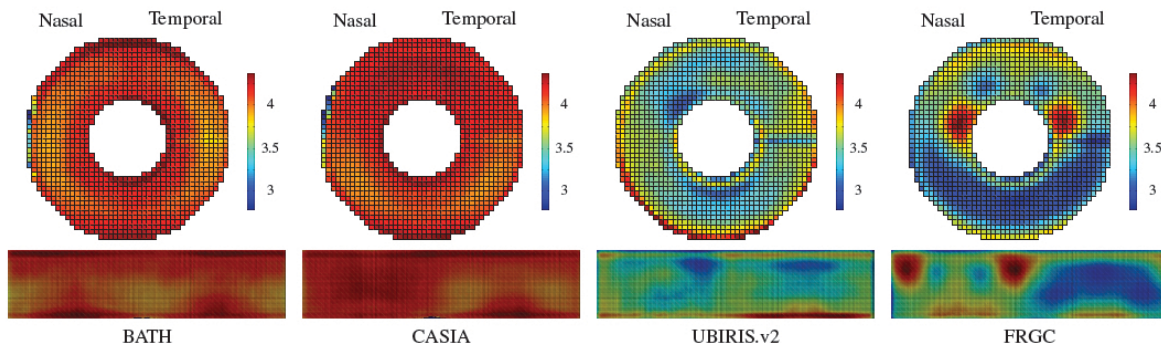 Nasal Temporal Nasal Temporal Nasal Temporal Nasal Temporal
4 4 4 4
3.5 3.5 3.5 3.5
3 3 3 3
BATH CASIA UBIRIS.v2 FRGC